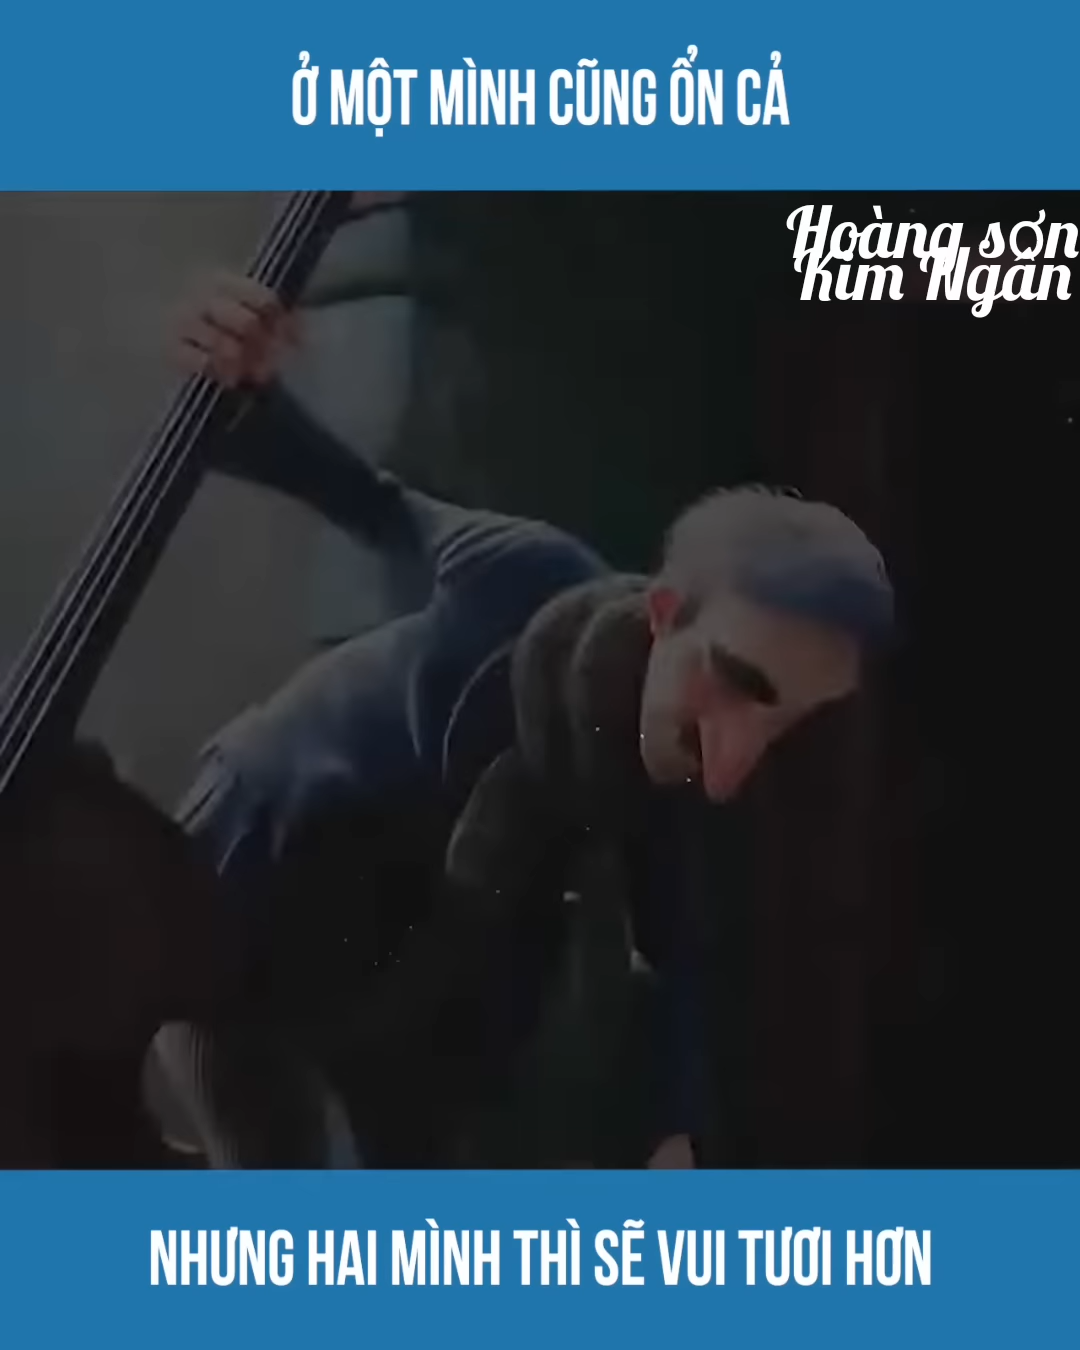 Ở MỘT MÌNH CŨNG ỔN CẢ
Hoàng sơn
Kim Ngân
NHƯNG HAI MÌNH THÌ SẼ VUI TƯƠI HƠN